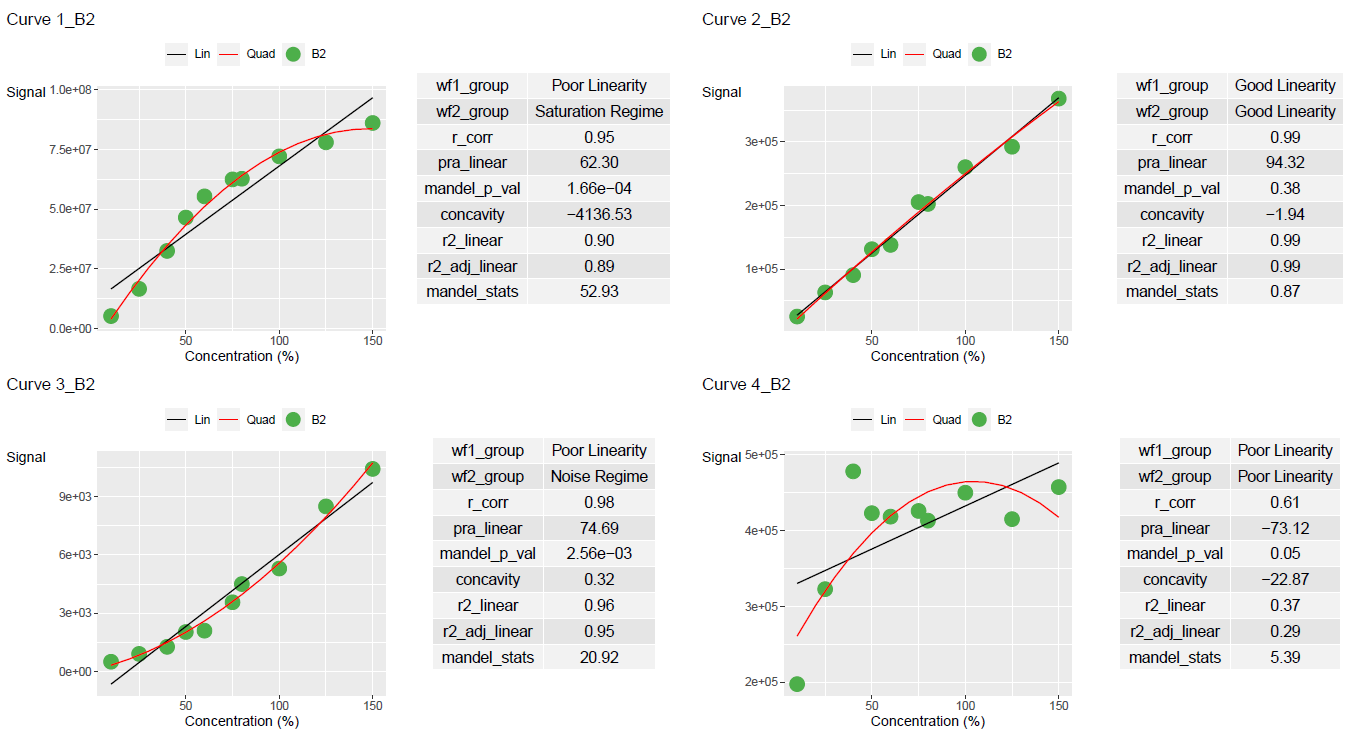 Curve 1_B2
Lin Quad B2
Signal
1.0e+08
7.5e+07
5.0e+07
2.5e+07
0.0e+00
50 100 150
Concentration (%)
wf1_group Poor Linearity
wf2_group Saturation Regime
r_corr 0.95
pra_linear 62.30
mandel_p_val 1.66e−04
concavity −4136.53
r2_linear 0.90
r2_adj_linear 0.89
mandel_stats 52.93
Curve 2_B2
Lin Quad B2
Signal
3e+05
2e+05
1e+05
50 100 150
Concentration (%)
wf1_group Good Linearity
wf2_group Good Linearity
r_corr 0.99
pra_linear 94.32
mandel_p_val 0.38
concavity −1.94
r2_linear 0.99
r2_adj_linear 0.99
mandel_stats 0.87
Curve 3_B2
Lin Quad B2
Signal
9e+03
6e+03
3e+03
0e+00
50 100 150
Concentration (%)
wf1_group Poor Linearity
wf2_group Noise Regime
r_corr 0.98
pra_linear 74.69
mandel_p_val 2.56e−03
concavity 0.32
r2_linear 0.96
r2_adj_linear 0.95
mandel_stats 20.92
Curve 4_B2
Lin Quad B2
Signal
5e+05
4e+05
3e+05
2e+05
50 100 150
Concentration (%)
wf1_group Poor Linearity
wf2_group Poor Linearity
r_corr 0.61
pra_linear −73.12
mandel_p_val 0.05
concavity −22.87
r2_linear 0.37
r2_adj_linear 0.29
mandel_stats 5.39